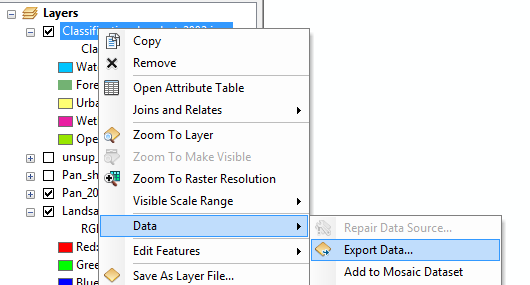 Layers
Copy
Cla
Remove
Wat
Open Attribute Table
Fore
Joins and Relates
Urba
Wet
Zoom To Layer
Ope
Zoom To Make Visible
unsup_
Zoom To Raster Resolution
Pan_sh
Visible Scale Range
Pan_20
Landsa
Data
Repair Data Source...
RG
Edit Features
Export Data...
Red:
Gree
Save As Layer File...
Add to Mosaic Dataset
Blue